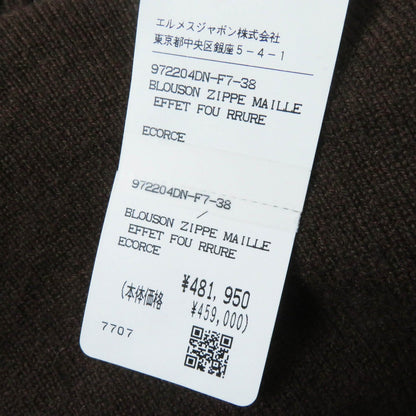 エルメスジャポン株式会社
東京都中央区銀座5-4-1
972204DN-F7-38
BLOUSON ZIPPE MAILLE
EFFET FOU RRURE
ECORCE
972204DN-F7-38
/
BLOUSON ZIPPE MAILLE
EFFET FOU RRURE
ECORCE
¥481,950
(本体価格 ¥459,000)
7707